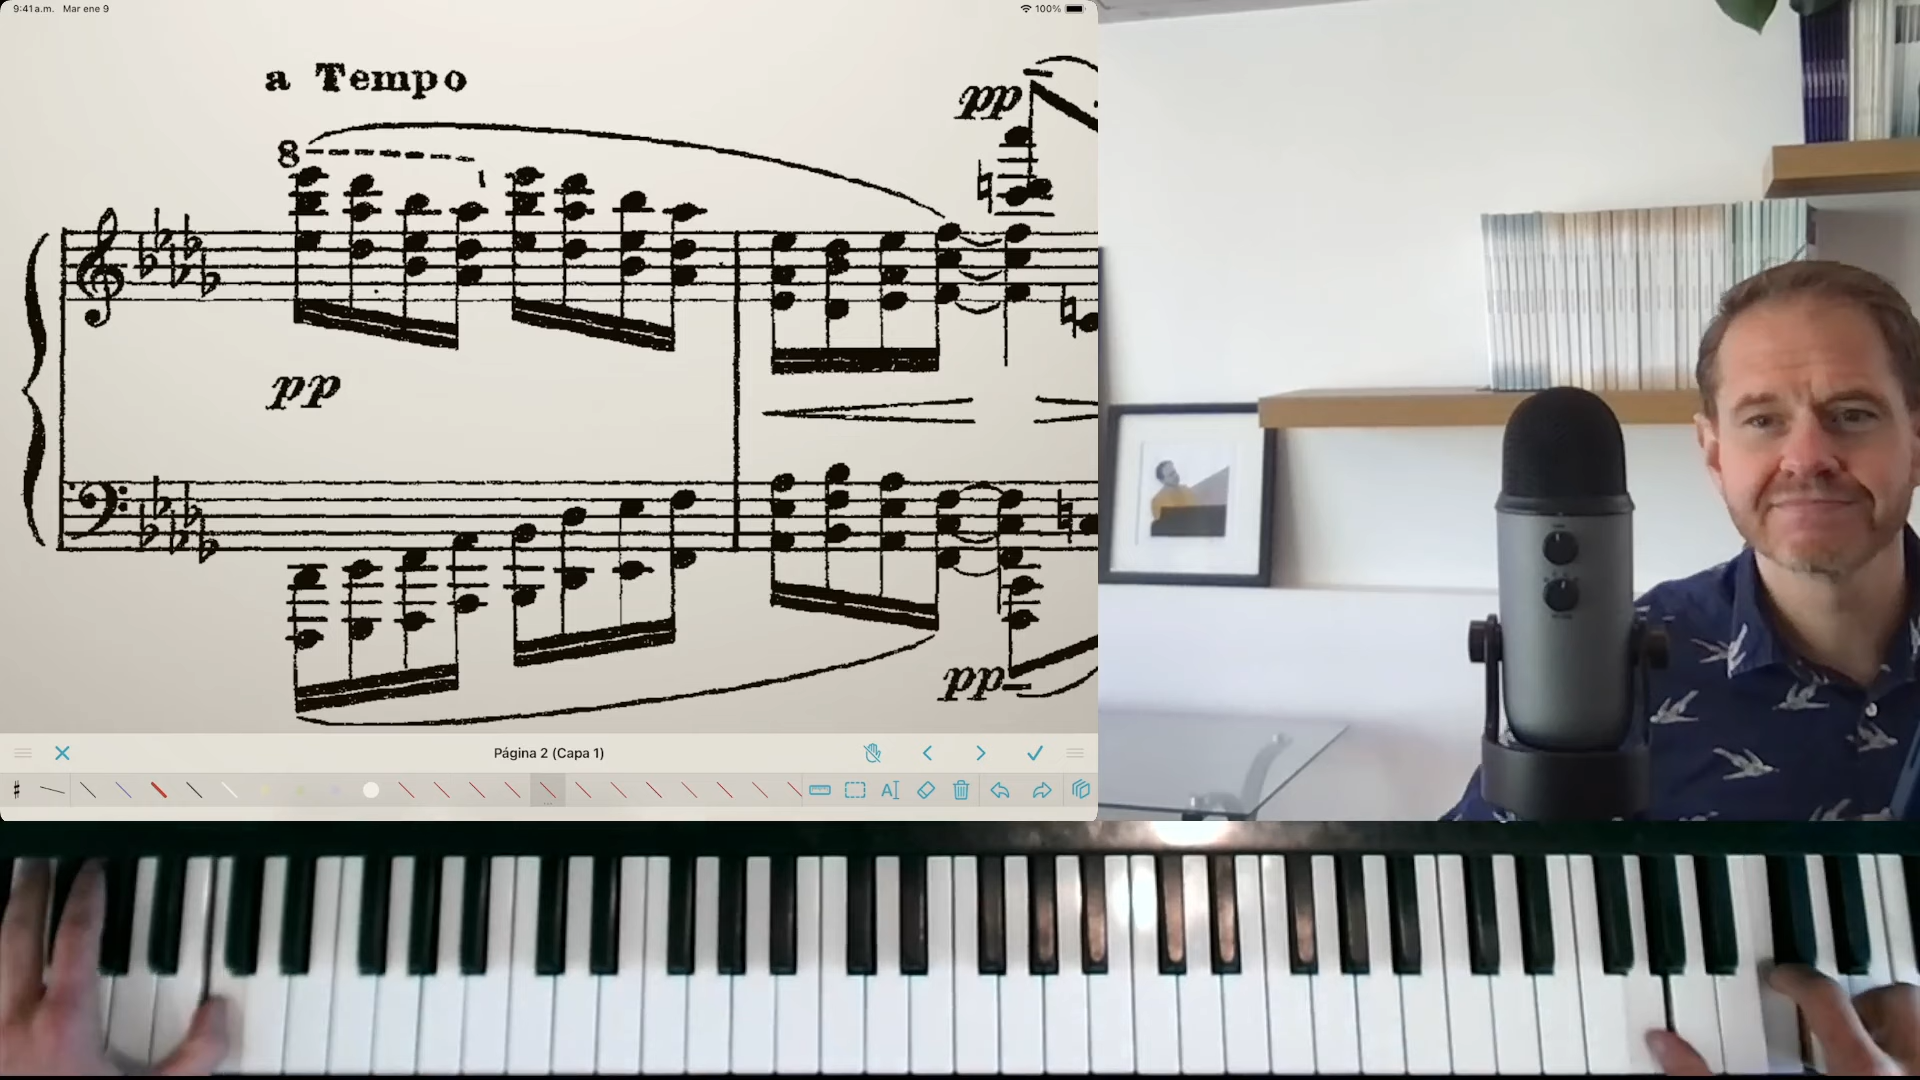 9:41 a.m. Mar ene 9
100%
a Tempo
8
pp
pp
pp
Página 2 (Capa 1)
A